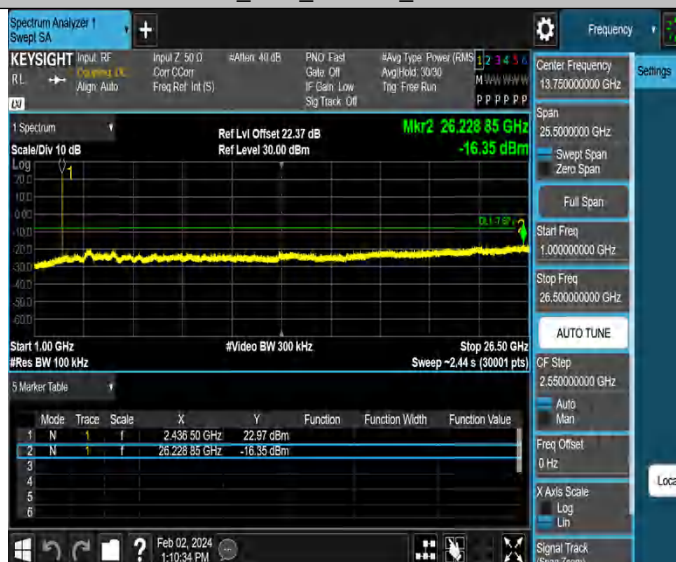 Spectrum Analyzer 1
Swept SA
+
Frequency
KEYSIGHT Input: RF Input Z: 50 Ω #Atten: 40 dB PNO: Fast #Avg Type: Power (RMS 1 2 3 4 5 6
RL Coupling: DC Corr CCorr Gate: Off Avg|Hold: 30/30 M W W W W W
Align: Auto Freq Ref: Int (S) IF Gain: Low Trig: Free Run
Sig Track: Off P P P P P P
Center Frequency
13.750000000 GHz
Settings
1 Spectrum
Scale/Div 10 dB
Ref Lvl Offset 22.37 dB
Ref Level 30.00 dBm
Mkr2 26.228 85 GHz
-16.35 dBm
Span
25.5000000 GHz
Swept Span
Zero Span
Full Span
Log
1
20.0
10.0
0.00
-10.0
-20.0
-30.0
-40.0
-50.0
-60.0
Start Freq
1.000000000 GHz
Stop Freq
26.500000000 GHz
AUTO TUNE
Start 1.00 GHz #Video BW 300 kHz Stop 26.50 GHz
#Res BW 100 kHz Sweep ~2.44 s (30001 pts)
CF Step
2.550000000 GHz
Auto
Man
5 Marker Table
Mode Trace Scale X Y Function Function Width Function Value
1 N 1 f 2.436 50 GHz 22.97 dBm
2 N 1 f 26.228 85 GHz -16.35 dBm
3
4
5
6
Freq Offset
0 Hz
X Axis Scale
Log
Lin
Local
Signal Track
(Span Zoom)
? Feb 02, 2024
1:10:34 PM